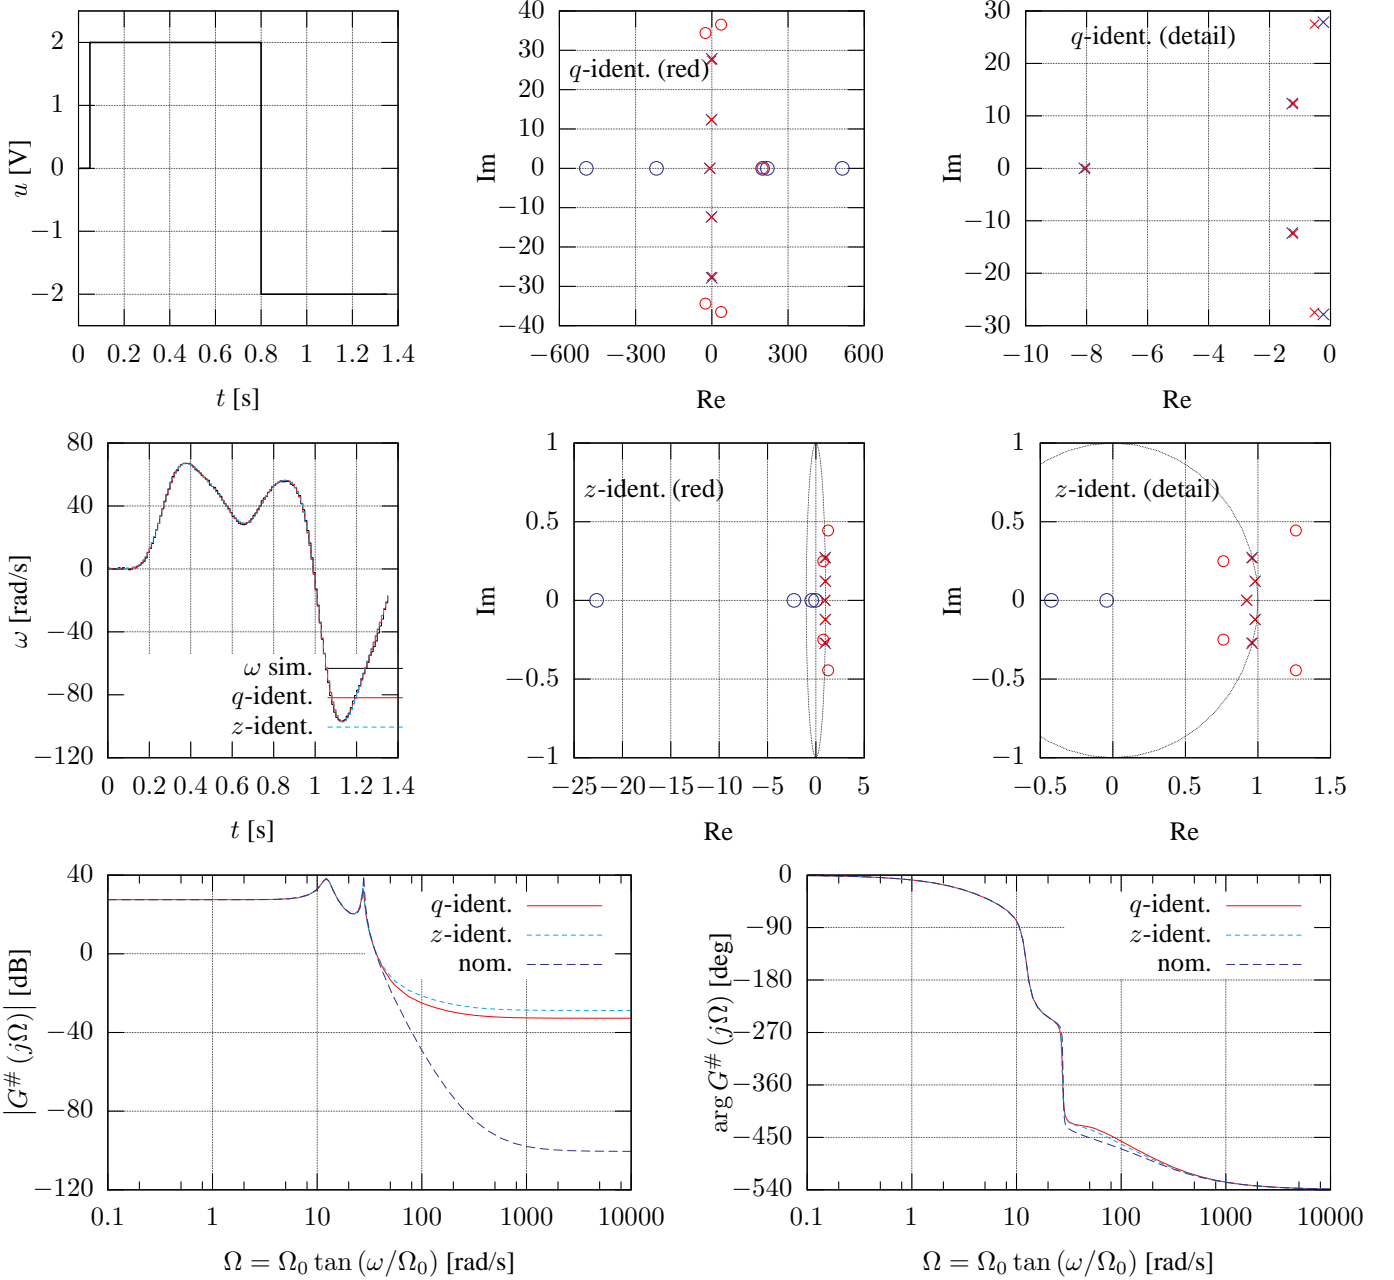 2
1
0
−1
−2
u [V]
0 0.2 0.4 0.6 0.8 1 1.2 1.4
t [s]
40
30
20
10
0
−10
−20
−30
−40
Im
q-ident. (red)
−600 −300 0 300 600
Re
30
20
10
0
−10
−20
−30
Im
q-ident. (detail)
−10 −8 −6 −4 −2 0
Re
80
40
0
−40
−80
−120
ω [rad/s]
ω sim.
q-ident.
z-ident.
0 0.2 0.4 0.6 0.8 1 1.2 1.4
t [s]
1
0.5
0
−0.5
−1
Im
z-ident. (red)
−25 −20 −15 −10 −5 0 5
Re
1
0.5
0
−0.5
−1
Im
z-ident. (detail)
−0.5 0 0.5 1 1.5
Re
40
0
−40
−80
−120
|G# (jΩ)| [dB]
q-ident.
z-ident.
nom.
0.1 1 10 100 1000 10000
Ω = Ω₀ tan (ω/Ω₀) [rad/s]
0
−90
−180
−270
−360
−450
−540
arg G# (jΩ) [deg]
q-ident.
z-ident.
nom.
0.1 1 10 100 1000 10000
Ω = Ω₀ tan (ω/Ω₀) [rad/s]